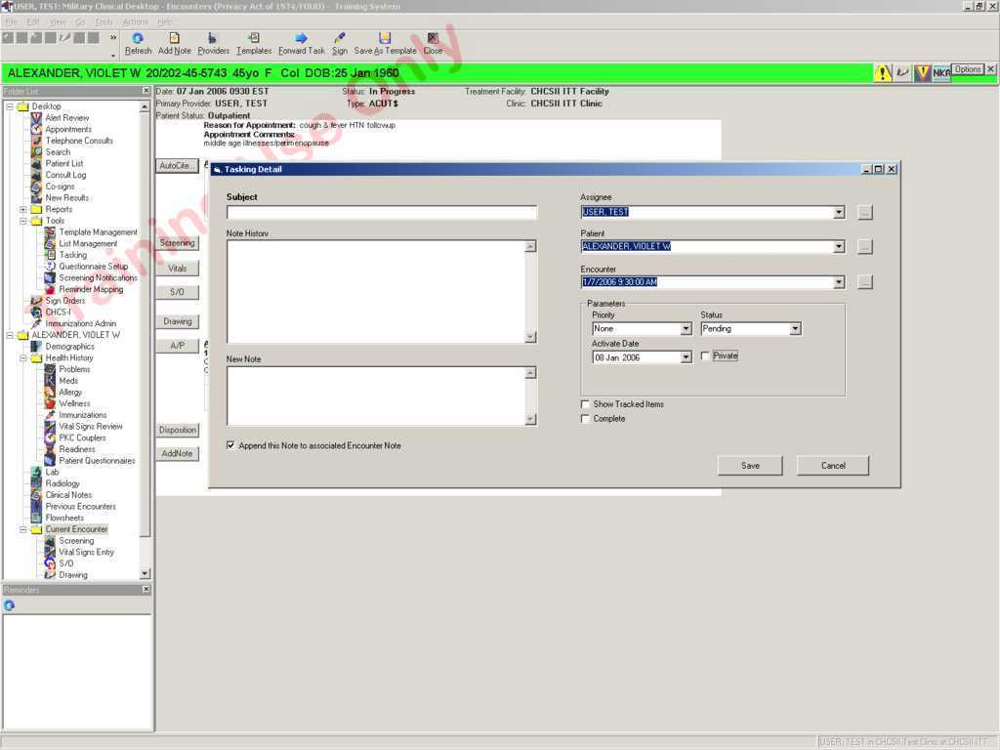 USER, TEST: Military Clinical Desktop - Encounters (Privacy Act of 1974/FOUO) - Training System
File Edit View Go Tools Actions Help
Refresh Add Note Providers Templates Forward Task Sign Save As Template Close
ALEXANDER, VIOLET W 20/202-45-5743 45yo F Col DOB:25 Jan 1960
NKA
Options
Folder List
Desktop
Alert Review
Appointments
Telephone Consults
Search
Patient List
Consult Log
Co-signs
New Results
Reports
Tools
Template Management
List Management
Tasking
Questionnaire Setup
Screening Notifications
Reminder Mapping
Sign Orders
CHCS-I
Immunizations Admin
ALEXANDER, VIOLET W
Demographics
Health History
Problems
Meds
Allergy
Wellness
Immunizations
Vital Signs Review
PKC Couplers
Readiness
Patient Questionnaires
Lab
Radiology
Clinical Notes
Previous Encounters
Flowsheets
Current Encounter
Screening
Vital Signs Entry
S/O
Drawing
Reminders
Date: 07 Jan 2006 0930 EST Status: In Progress Treatment Facility: CHCSII ITT Facility
Primary Provider: USER, TEST Type: ACUT$ Clinic: CHCSII ITT Clinic
Patient Status: Outpatient
Reason for Appointment: cough & fever HTN followup
Appointment Comments:
middle age illnesses/perimenopause
AutoCite...
Screening
Vitals
S/O
Drawing
A/P
Disposition
AddNote
Tasking Detail
Subject
Note History
New Note
Append this Note to associated Encounter Note
Assignee
USER, TEST
...
Patient
ALEXANDER, VIOLET W
...
Encounter
1/7/2006 9:30:00 AM
...
Parameters
Priority Status
None Pending
Activate Date
08 Jan 2006 Private
Show Tracked Items
Complete
Save Cancel
Training Use Only
USER, TEST in CHCSII Test Clinic at CHCSII ITT